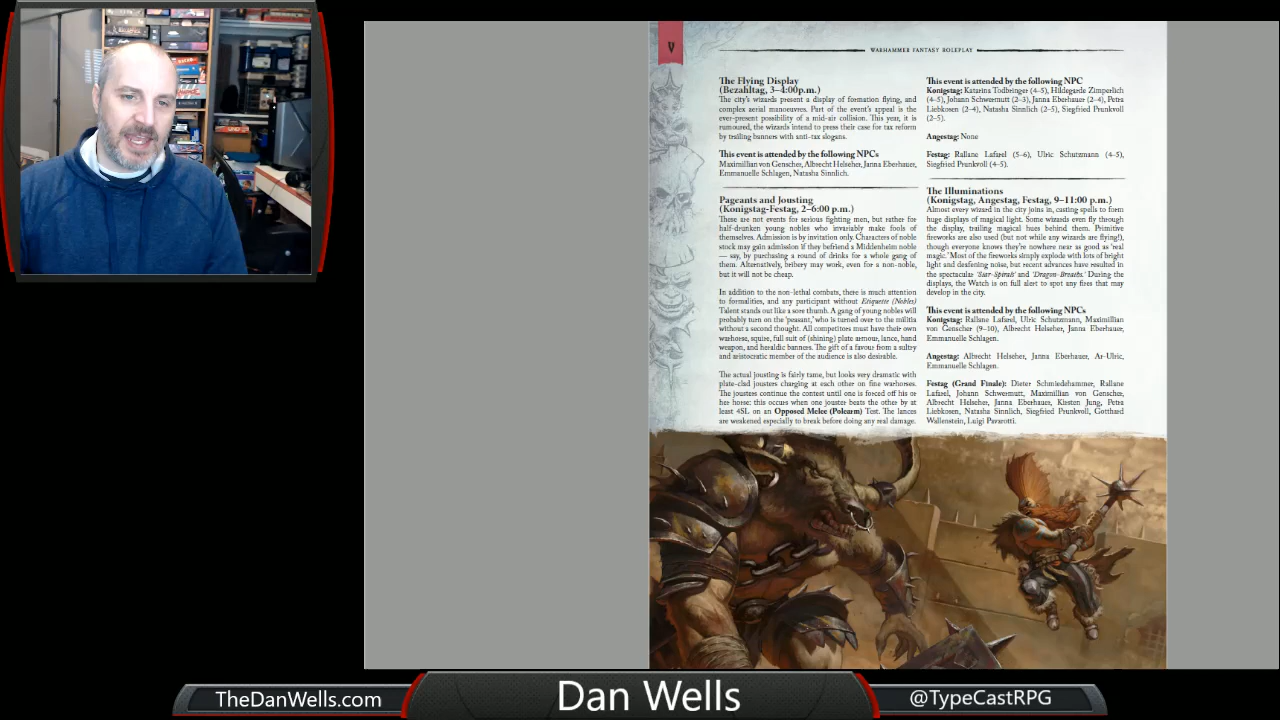 V
WARHAMMER FANTASY ROLEPLAY
The Flying Display
(Bezahltag, 3–4:00p.m.)
The city's wizards present a display of formation flying, and
complex aerial manoeuvres. Part of the event's appeal is the
ever-present possibility of a mid-air collision. This year, it is
rumoured, the wizards intend to press their case for tax reform
by trailing banners with anti-tax slogans.
This event is attended by the following NPCs
Maximillian von Genscher, Albrecht Helseher, Janna Eberhauer,
Emmanuelle Schlagen, Natasha Sinnlich.
Pageants and Jousting
(Konigstag-Festag, 2–6:00 p.m.)
These are not events for serious fighting men, but rather for
half-drunken young nobles who invariably make fools of
themselves. Admission is by invitation only. Characters of noble
stock may gain admission if they befriend a Middenheim noble
— say, by purchasing a round of drinks for a whole gang of
them. Alternatively, bribery may work, even for a non-noble,
but it will not be cheap.
In addition to the non-lethal combats, there is much attention
to formalities, and any participant without Etiquette (Nobles)
Talent stands out like a sore thumb. A gang of young nobles will
probably turn on the 'peasant,' who is turned over to the militia
without a second thought. All competitors must have their own
warhorse, squire, full suit of (shining) plate armour, lance, hand
weapon, and heraldic banners. The gift of a favour from a sultry
and aristocratic member of the audience is also desirable.
The actual jousting is fairly tame, but looks very dramatic with
plate-clad jousters charging at each other on fine warhorses.
The jousters continue the contest until one is forced off his or
her horse: this occurs when one jouster beats the other by at
least 4SL on an Opposed Melee (Polearm) Test. The lances
are weakened especially to break before doing any real damage.
This event is attended by the following NPC
Konigstag: Katarina Todbringer (4–5), Hildegarde Zimperlich
(4–5), Johann Schwermutt (2–3), Janna Eberhauer (2–4), Petra
Liebkosen (2–4), Natasha Sinnlich (2–5), Siegfried Prunkvoll
(2–5).
Angestag: None
Festag: Rallane Lafarel (5–6), Ulric Schutzmann (4–5),
Siegfried Prunkvoll (4–5).
The Illuminations
(Konigstag, Angestag, Festag, 9–11:00 p.m.)
Almost every wizard in the city joins in, casting spells to form
huge displays of magical light. Some wizards even fly through
the display, trailing magical hues behind them. Primitive
fireworks are also used (but not while any wizards are flying!),
though everyone knows they're nowhere near as good as 'real
magic.' Most of the fireworks simply explode with lots of bright
light and deafening noise, but recent advances have resulted in
the spectacular 'Star-Spirals' and 'Dragon-Breaths.' During the
displays, the Watch is on full alert to spot any fires that may
develop in the city.
This event is attended by the following NPCs
Konigstag: Rallane Lafarel, Ulric Schutzmann, Maximillian
von Genscher (9–10), Albrecht Helseher, Janna Eberhauer,
Emmanuelle Schlagen.
Angestag: Albrecht Helseher, Janna Eberhauer, Ar-Ulric,
Emmanuelle Schlagen.
Festag (Grand Finale): Dieter Schmiedehammer, Rallane
Lafarel, Johann Schwermutt, Maximillian von Genscher,
Albrecht Helseher, Janna Eberhauer, Kirsten Jung, Petra
Liebkosen, Natasha Sinnlich, Siegfried Prunkvoll, Gotthard
Wallenstein, Luigi Pavarotti.
TheDanWells.com
Dan Wells
@TypeCastRPG